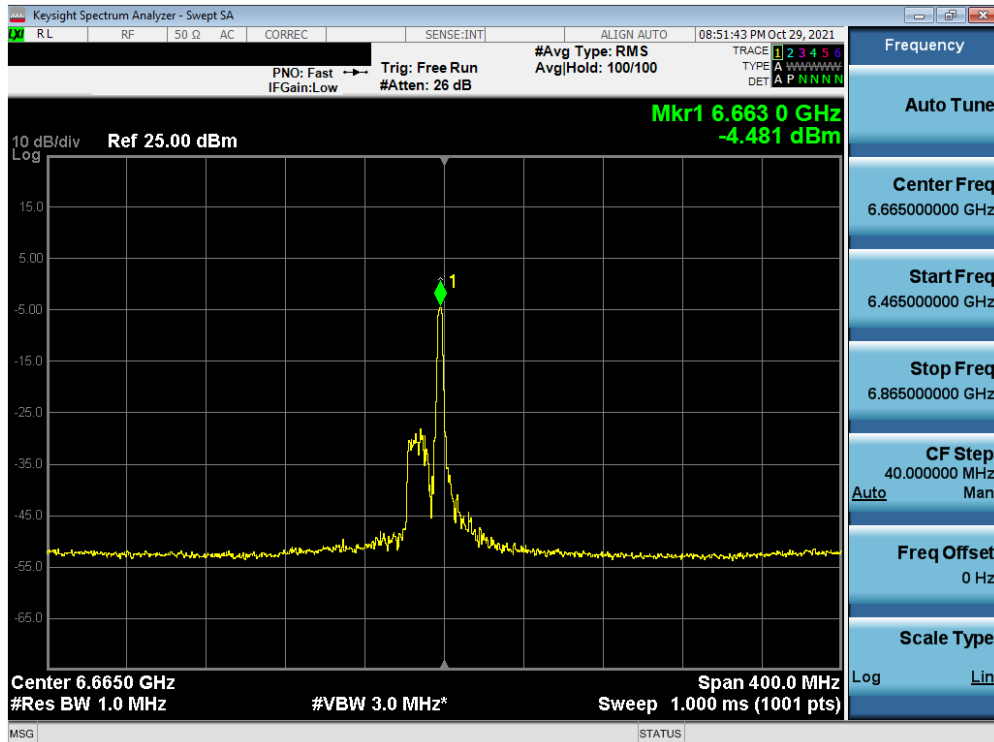 Keysight Spectrum Analyzer - Swept SA
LXI RL RF 50 Ω AC CORREC SENSE:INT ALIGN AUTO 08:51:43 PM Oct 29, 2021
PNO: Fast
IFGain:Low
Trig: Free Run
#Atten: 26 dB
#Avg Type: RMS
Avg|Hold: 100/100
TRACE 1 2 3 4 5 6
TYPE A WWWWW
DET A P N N N N
Mkr1 6.663 0 GHz
-4.481 dBm
10 dB/div Ref 25.00 dBm
Log
1
15.0
5.00
-5.00
-15.0
-25.0
-35.0
-45.0
-55.0
-65.0
Center 6.6650 GHz Span 400.0 MHz
#Res BW 1.0 MHz #VBW 3.0 MHz* Sweep 1.000 ms (1001 pts)
MSG STATUS
Frequency
Auto Tune
Center Freq
6.665000000 GHz
Start Freq
6.465000000 GHz
Stop Freq
6.865000000 GHz
CF Step
40.000000 MHz
Auto Man
Freq Offset
0 Hz
Scale Type
Log Lin